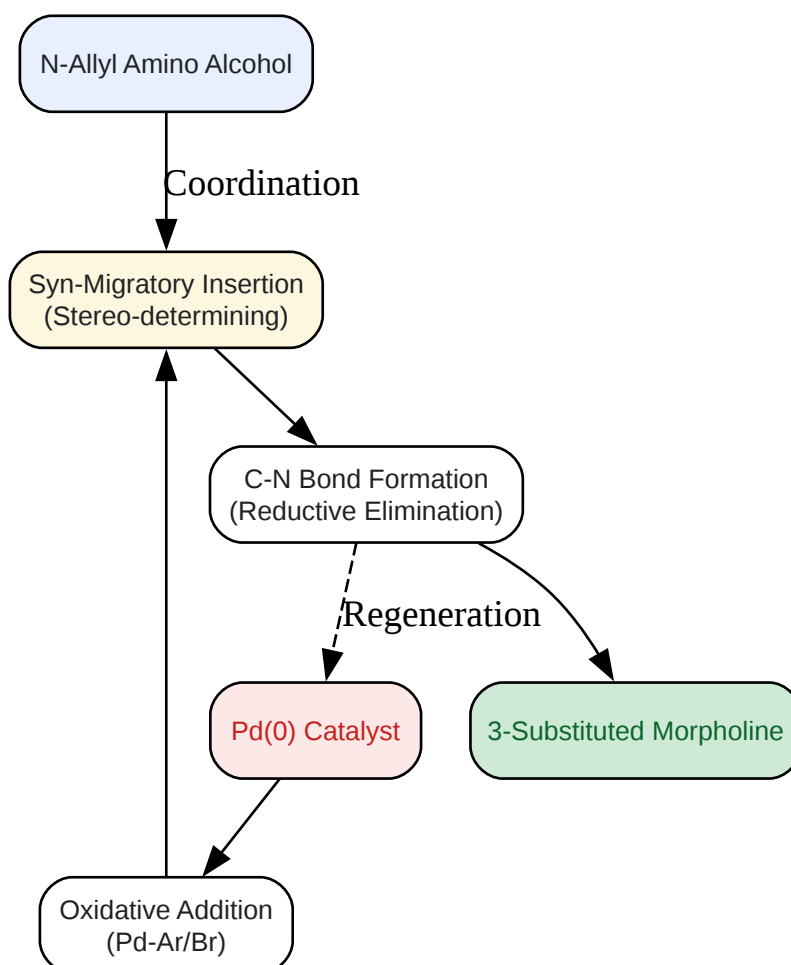 N-Allyl Amino Alcohol
Coordination
Syn-Migratory Insertion
(Stereo-determining)
C-N Bond Formation
(Reductive Elimination)
Regeneration
Pd(0) Catalyst
3-Substituted Morpholine
Oxidative Addition
(Pd-Ar/Br)